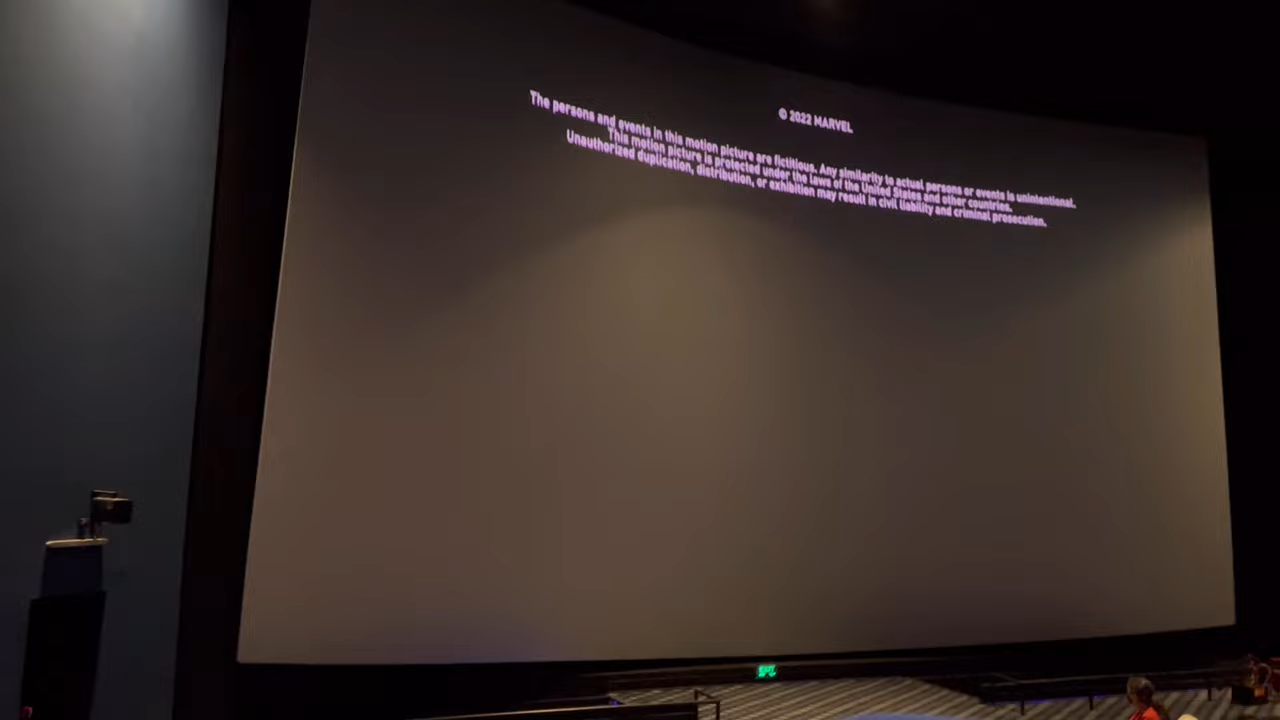 © 2022 MARVEL
The persons and events in this motion picture are fictitious. Any similarity to actual persons or events is unintentional.
This motion picture is protected under the laws of the United States and other countries.
Unauthorized duplication, distribution, or exhibition may result in civil liability and criminal prosecution.
EXIT